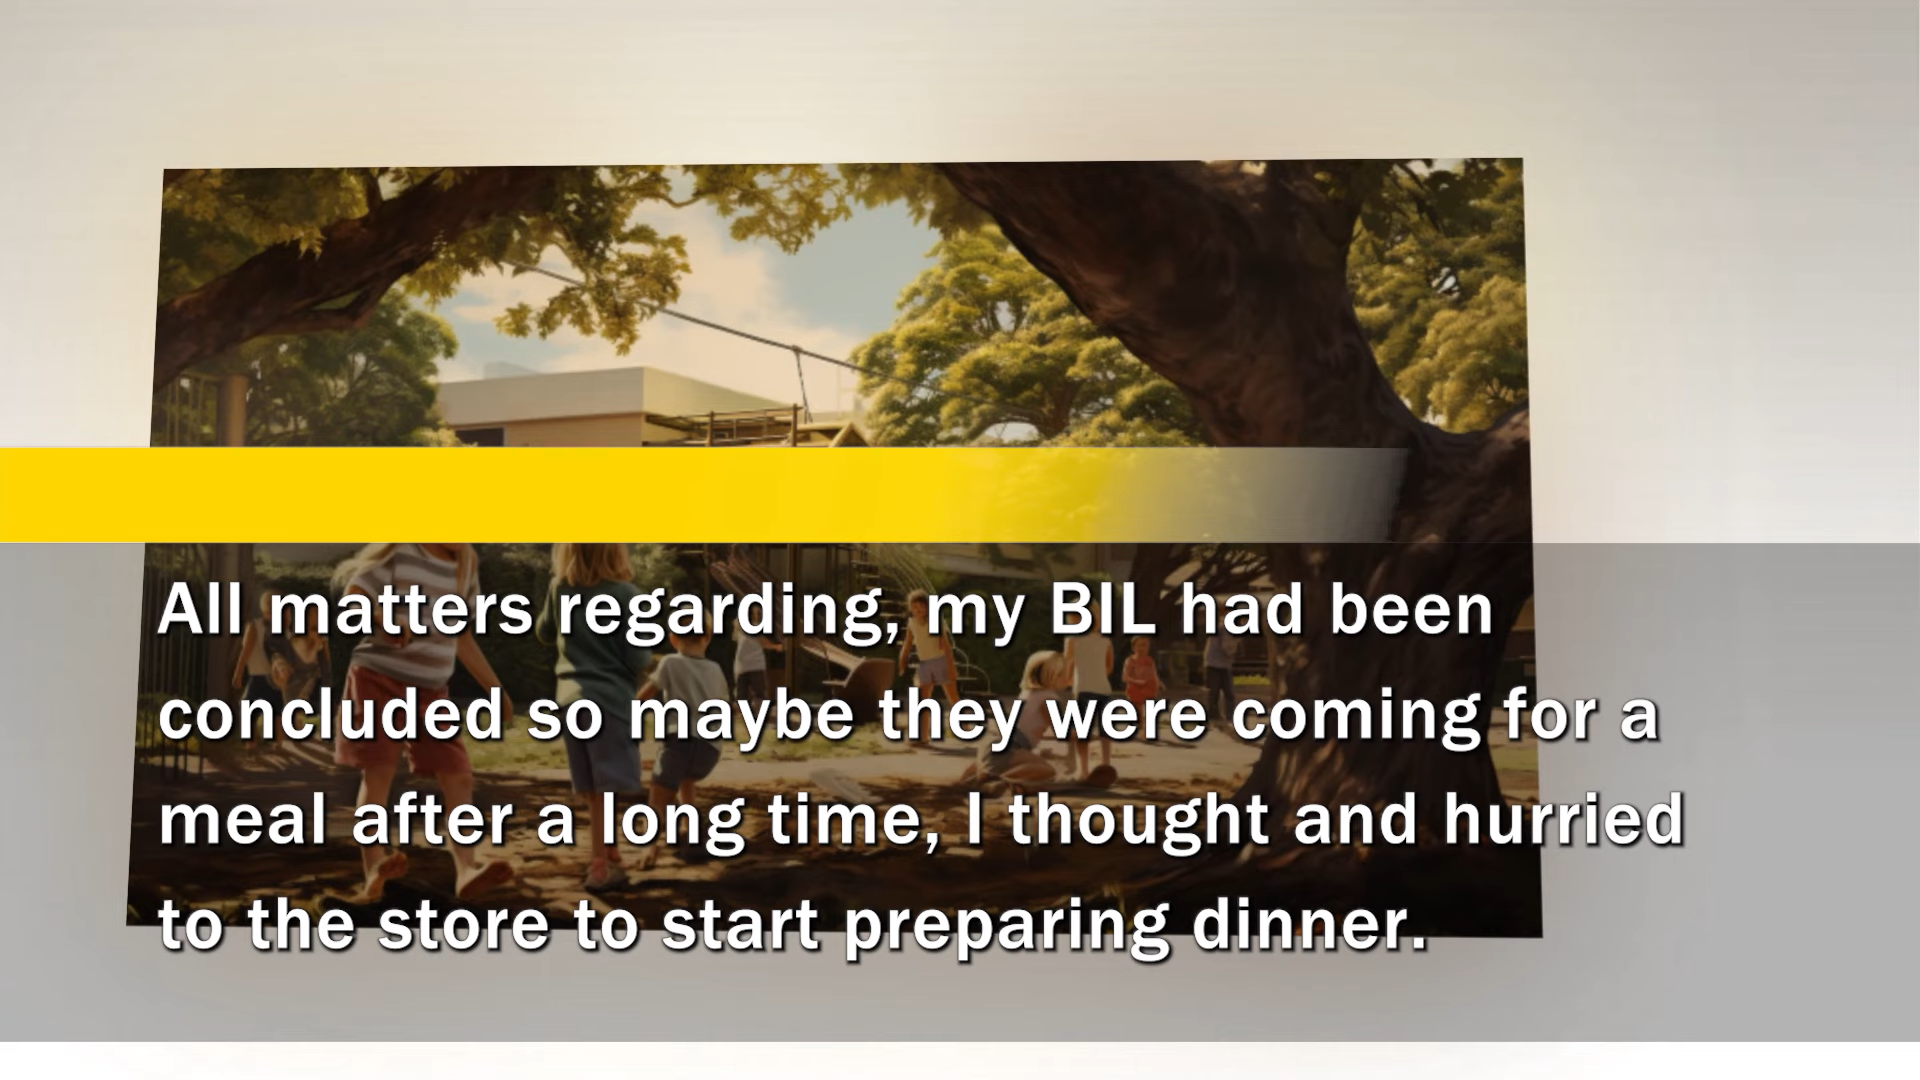 All matters regarding, my BIL had been
concluded so maybe they were coming for a
meal after a long time, I thought and hurried
to the store to start preparing dinner.